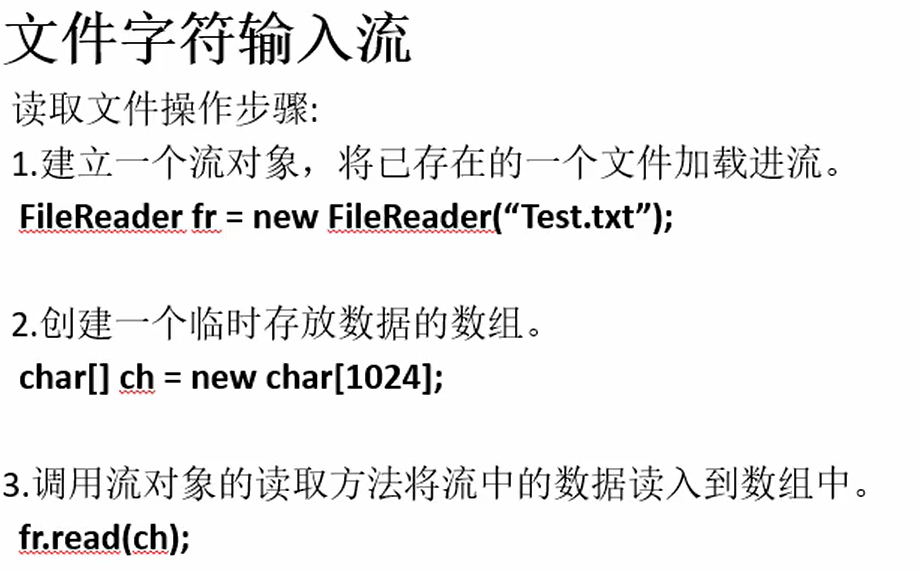 文件字符输入流
读取文件操作步骤:
1.建立一个流对象，将已存在的一个文件加载进流。
FileReader fr = new FileReader(“Test.txt”);
2.创建一个临时存放数据的数组。
char[] ch = new char[1024];
3.调用流对象的读取方法将流中的数据读入到数组中。
fr.read(ch);